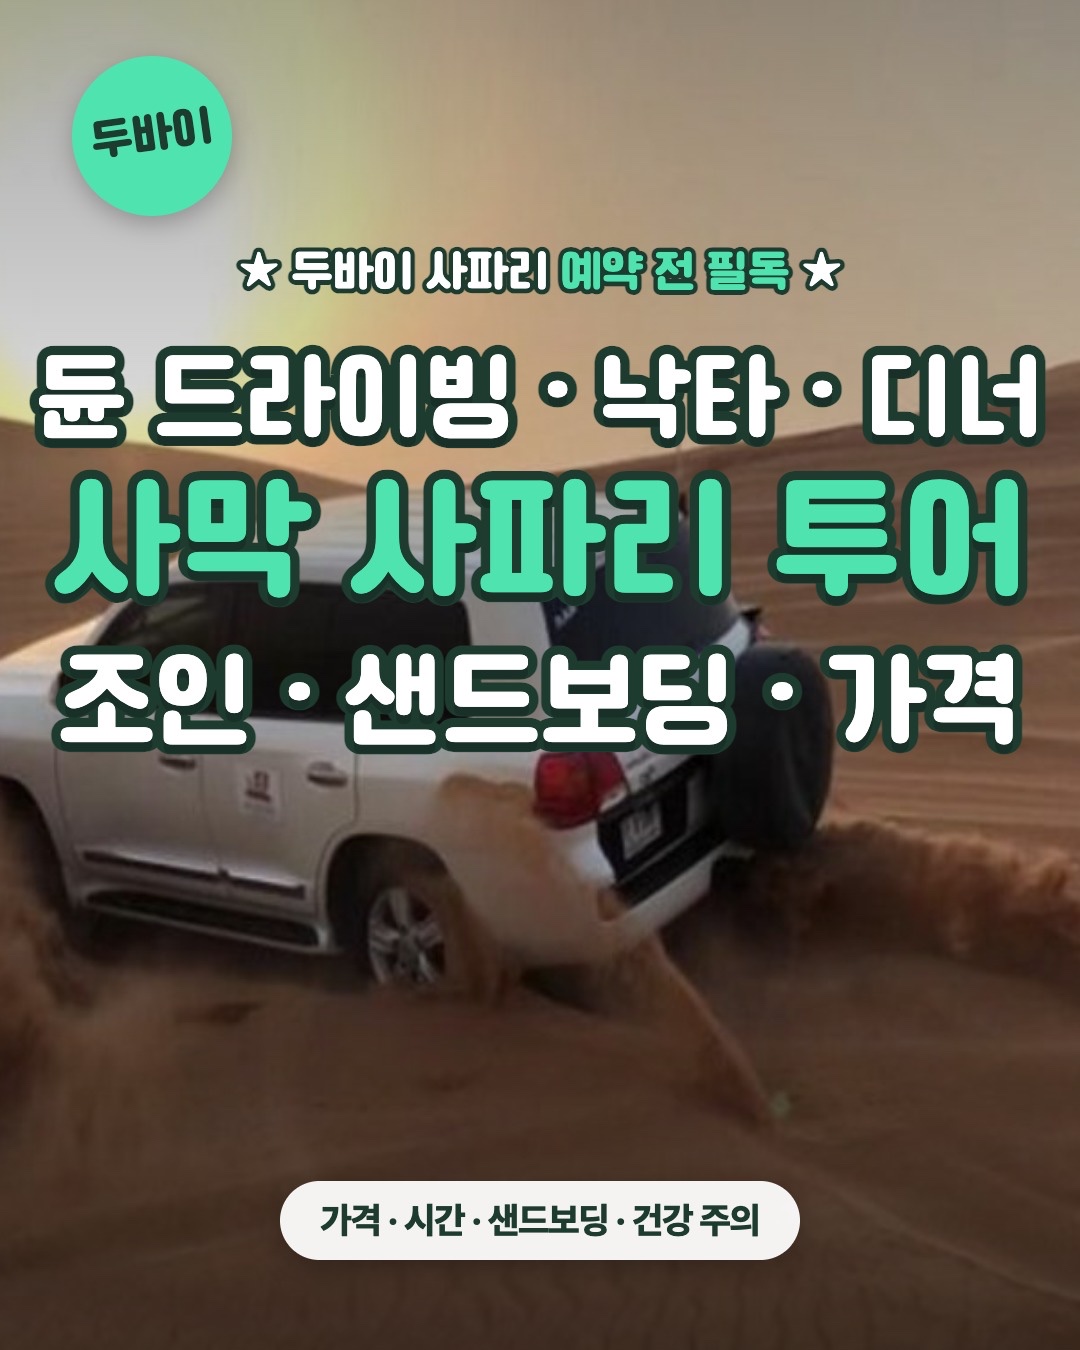 두바이
★ 두바이 사파리 예약 전 필독 ★
듄 드라이빙 · 낙타 · 디너
사막 사파리 투어
조인 · 샌드보딩 · 가격
가격 · 시간 · 샌드보딩 · 건강 주의